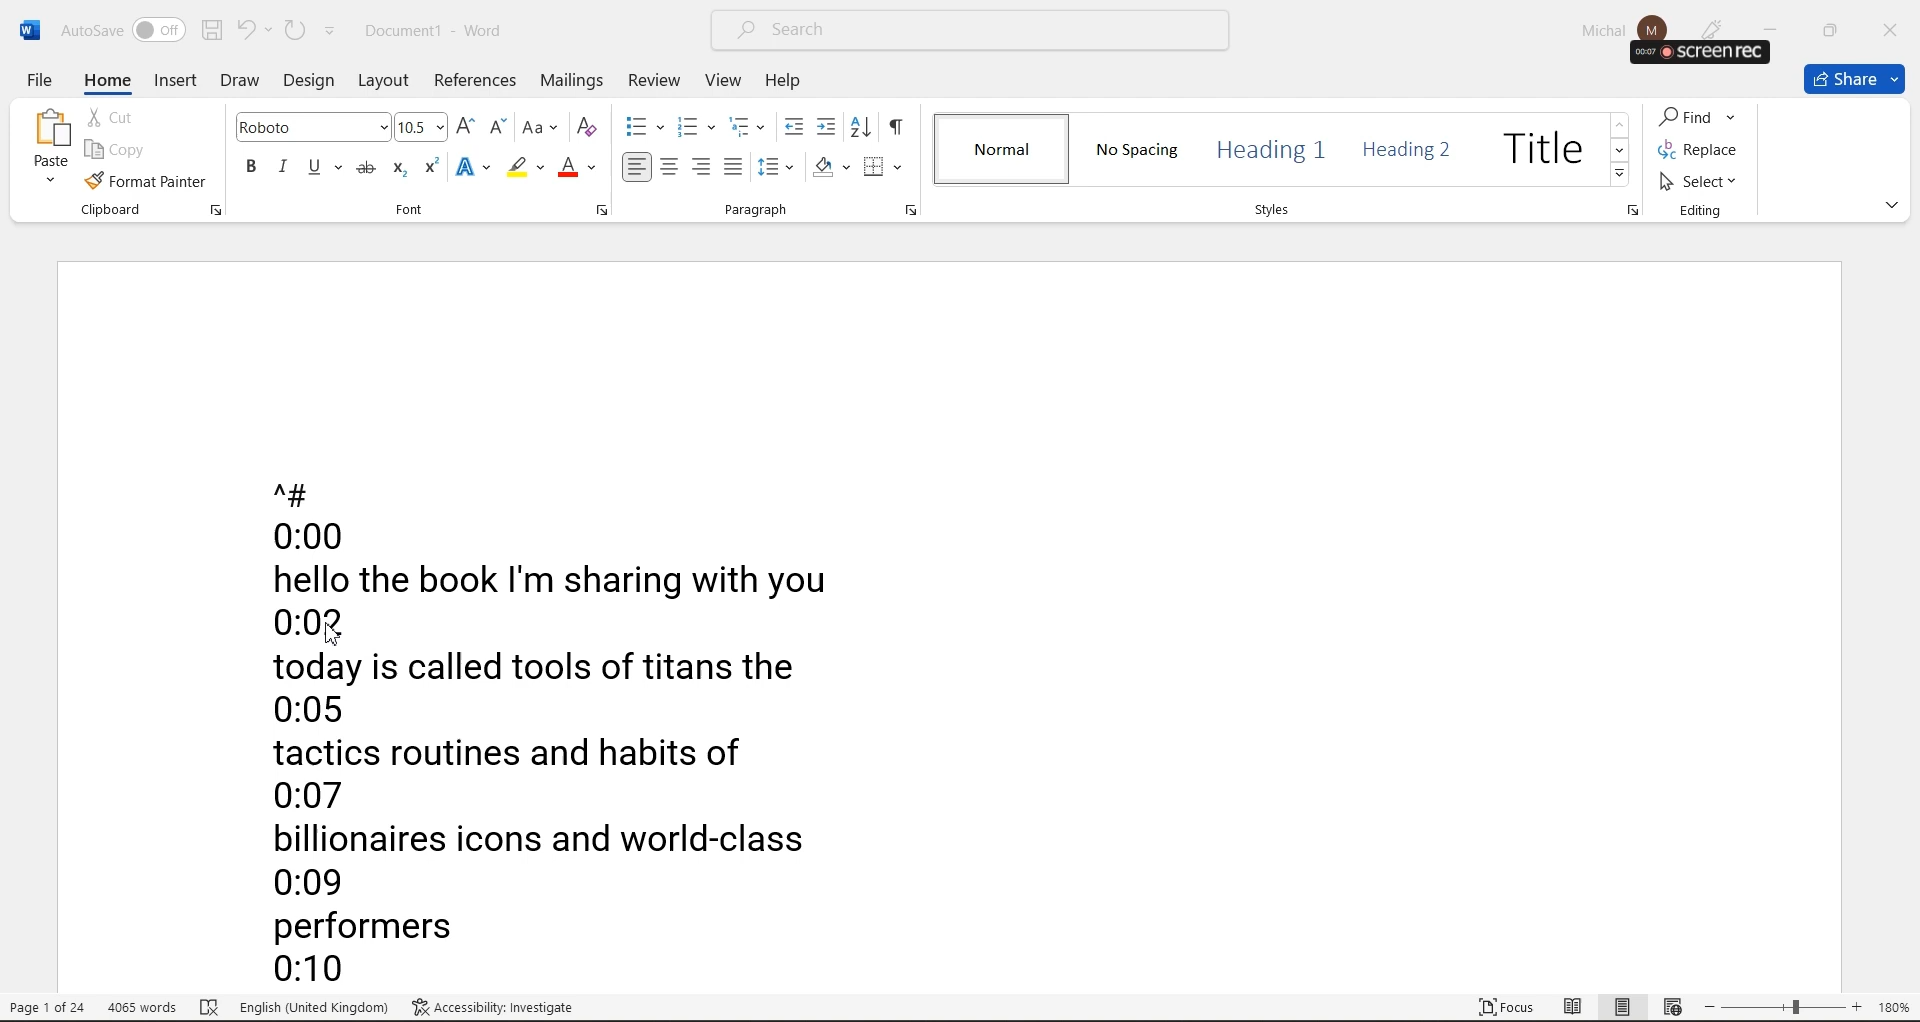 AutoSave Off Document1 - Word Search Michal M
00:07 screenrec
File Home Insert Draw Design Layout References Mailings Review View Help Share
Paste Cut Copy Format Painter Clipboard
Roboto 10.5 Aa B I U ab x₂ x² A A Font
Paragraph
Normal No Spacing Heading 1 Heading 2 Title Styles
Find Replace Select Editing
^#
0:00
hello the book I'm sharing with you
0:02
today is called tools of titans the
0:05
tactics routines and habits of
0:07
billionaires icons and world-class
0:09
performers
0:10
Page 1 of 24 4065 words English (United Kingdom) Accessibility: Investigate Focus 180%